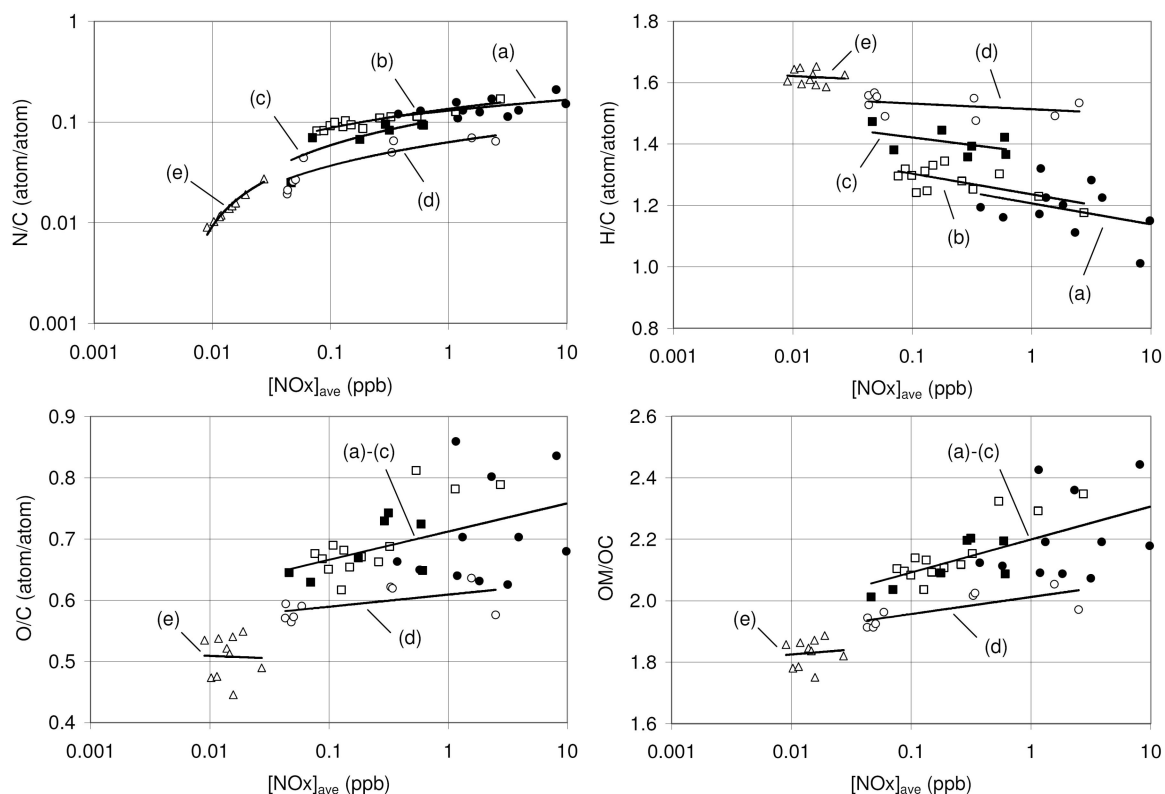 1
0.1
0.01
0.001
N/C (atom/atom)
(a)
(b)
(c)
(e)
(d)
0.001 0.01 0.1 1 10
[NOx]ave (ppb)
1.8
1.6
1.4
1.2
1.0
0.8
H/C (atom/atom)
(e)
(d)
(c)
(b)
(a)
0.001 0.01 0.1 1 10
[NOx]ave (ppb)
0.9
0.8
0.7
0.6
0.5
0.4
O/C (atom/atom)
(a)-(c)
(e)
(d)
0.001 0.01 0.1 1 10
[NOx]ave (ppb)
2.6
2.4
2.2
2.0
1.8
1.6
OM/OC
(a)-(c)
(e)
(d)
0.001 0.01 0.1 1 10
[NOx]ave (ppb)